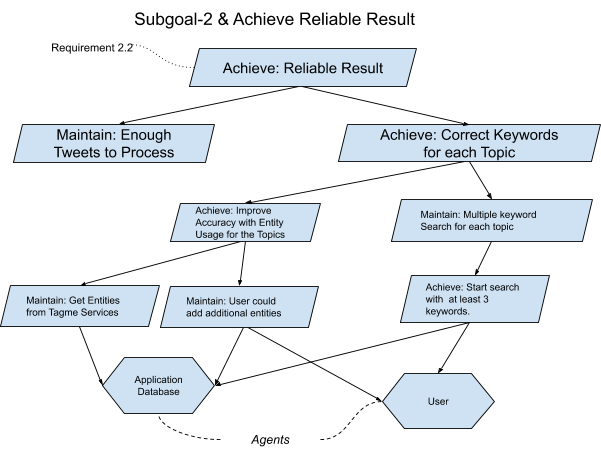 Subgoal-2 & Achieve Reliable Result
Requirement 2.2
Achieve: Reliable Result
Maintain: Enough
Tweets to Process
Achieve: Correct Keywords
for each Topic
Achieve: Improve
Accuracy with Entity
Usage for the Topics
Maintain: Multiple keyword
Search for each topic
Maintain: Get Entities
from Tagme Services
Maintain: User could
add additional entities
Achieve: Start search
with at least 3
keywords.
Application
Database
User
Agents